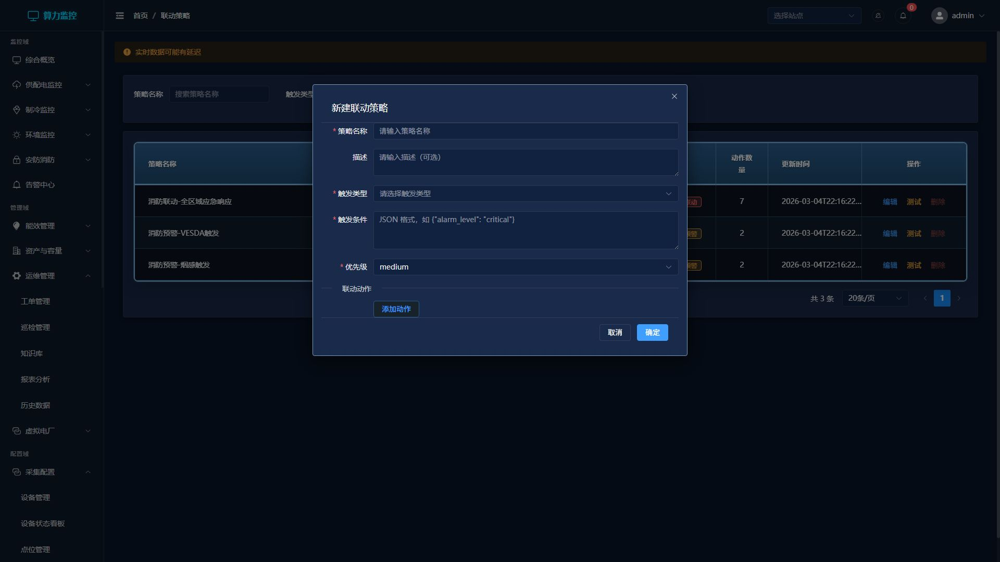 算力监控
首页 / 联动策略
选择站点
0
admin
监控域
综合概览
供配电监控
制冷监控
环境监控
安防消防
告警中心
管理域
能效管理
资产与容量
运维管理
工单管理
巡检管理
知识库
报表分析
历史数据
虚拟电厂
配置域
采集配置
设备管理
设备状态看板
点位管理
实时数据可能有延迟
策略名称 搜索策略名称 触发类型
策略名称 动作数量 更新时间 操作
消防联动-全区域应急响应 联动 7 2026-03-04T22:16:22... 编辑 测试 删除
消防预警-VESDA触发 预警 2 2026-03-04T22:16:22... 编辑 测试 删除
消防预警-烟感触发 预警 2 2026-03-04T22:16:22... 编辑 测试 删除
共 3 条 20条/页 1
新建联动策略
* 策略名称 请输入策略名称
描述 请输入描述（可选）
* 触发类型 请选择触发类型
* 触发条件 JSON 格式，如 {"alarm_level": "critical"}
* 优先级 medium
联动动作
添加动作
取消 确定